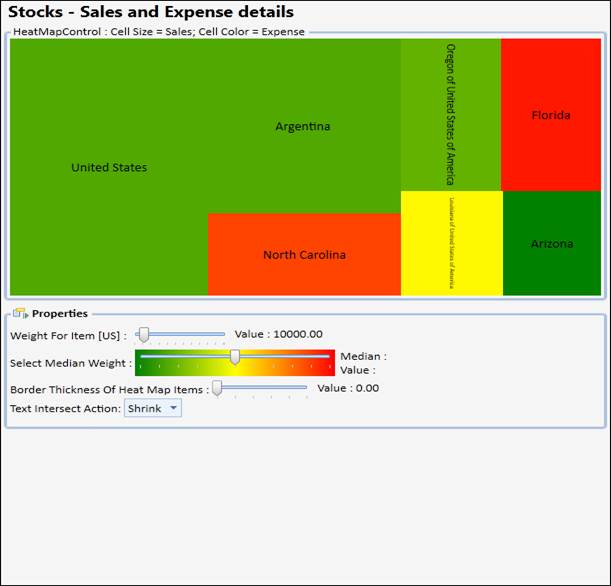 Stocks - Sales and Expense details
HeatMapControl : Cell Size = Sales; Cell Color = Expense
United States
Argentina
North Carolina
Oregon of United States of America
Louisiana of United States of America
Florida
Arizona
Properties
Weight For Item [US] : Value : 10000.00
Select Median Weight : Median :
Value :
Border Thickness Of Heat Map Items : Value : 0.00
Text Intersect Action: Shrink